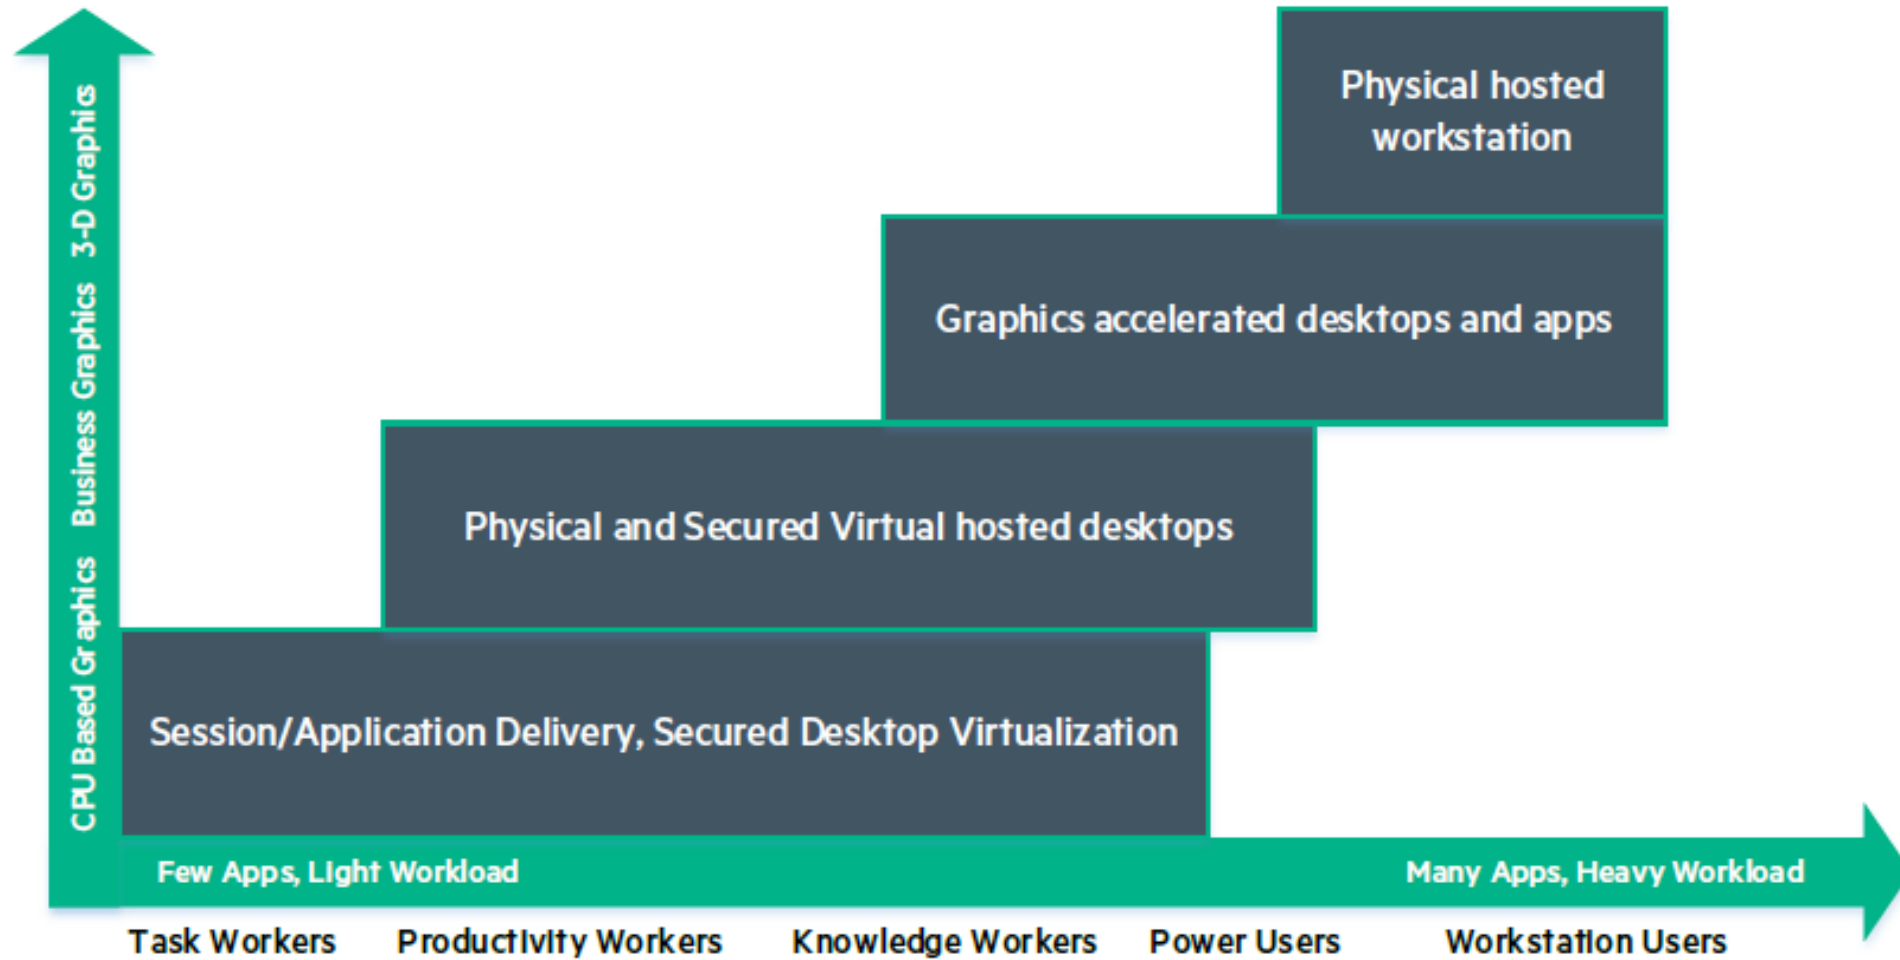 Physical hosted
workstation
Graphics accelerated desktops and apps
Physical and Secured Virtual hosted desktops
Session/Application Delivery, Secured Desktop Virtualization
3-D Graphics
Business Graphics
CPU Based Graphics
Few Apps, Light Workload
Many Apps, Heavy Workload
Task Workers
Productivity Workers
Knowledge Workers
Power Users
Workstation Users